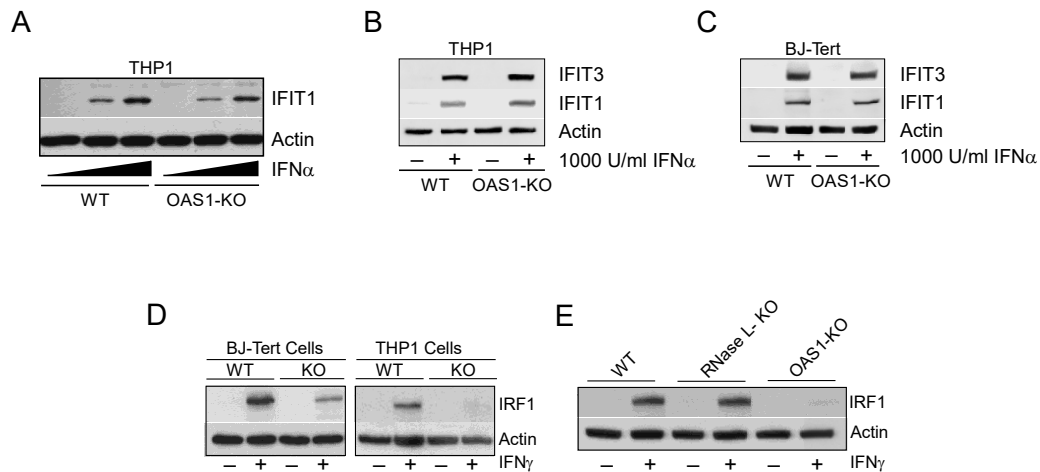 A
THP1
IFIT1
Actin
IFNα
WT OAS1-KO
B
THP1
IFIT3
IFIT1
Actin
– + – + 1000 U/ml IFNα
WT OAS1-KO
C
BJ-Tert
IFIT3
IFIT1
Actin
– + – + 1000 U/ml IFNα
WT OAS1-KO
D
BJ-Tert Cells THP1 Cells
WT KO WT KO
IRF1
Actin
– + – + – + – + IFNγ
E
WT RNase L- KO OAS1-KO
IRF1
Actin
– + – + – + IFNγ